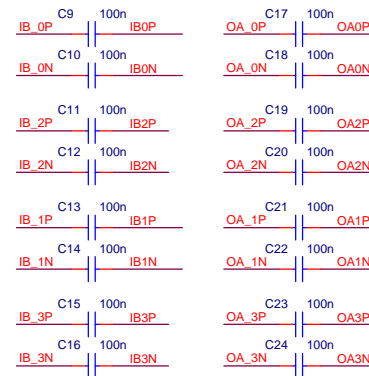 C9 100n
IB_0P IB0P
C10 100n
IB_0N IB0N
C11 100n
IB_2P IB2P
C12 100n
IB_2N IB2N
C13 100n
IB_1P IB1P
C14 100n
IB_1N IB1N
C15 100n
IB_3P IB3P
C16 100n
IB_3N IB3N
C17 100n
OA_0P OA0P
C18 100n
OA_0N OA0N
C19 100n
OA_2P OA2P
C20 100n
OA_2N OA2N
C21 100n
OA_1P OA1P
C22 100n
OA_1N OA1N
C23 100n
OA_3P OA3P
C24 100n
OA_3N OA3N